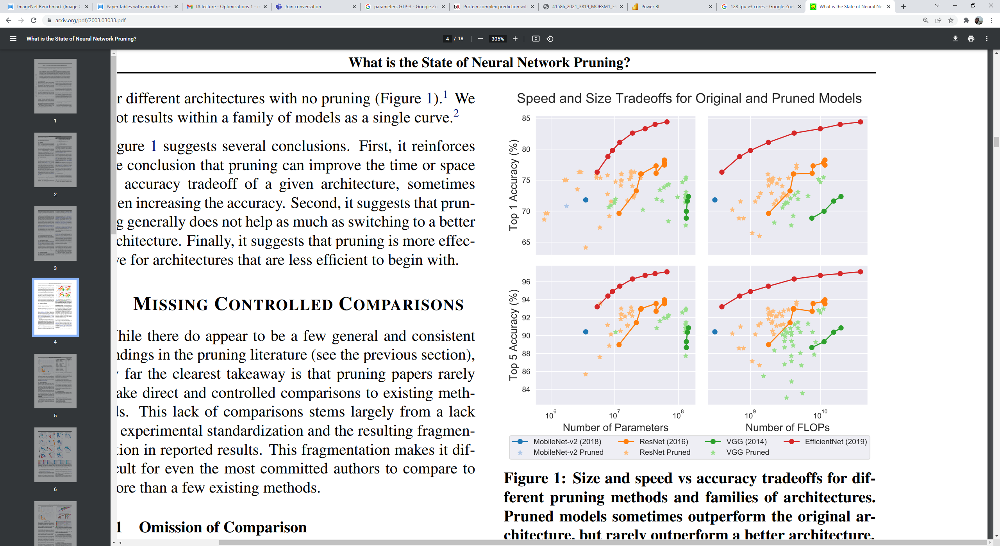 ImageNet Benchmark (Image C
Paper tables with annotated re
IA lecture - Optimizations 1 - m
Join conversation
parameters GTP-3 - Google Zo
Protein complex prediction wit
41586_2021_3819_MOESM1_ES
Power BI
128 tpu v3 cores - Google Zoe
What is the State of Neural Ne
arxiv.org/pdf/2003.03033.pdf
What is the State of Neural Network Pruning?
4 / 18
305%
1
2
3
4
5
6
What is the State of Neural Network Pruning?
r different architectures with no pruning (Figure 1).1 We
ot results within a family of models as a single curve.2
gure 1 suggests several conclusions. First, it reinforces
e conclusion that pruning can improve the time or space
accuracy tradeoff of a given architecture, sometimes
en increasing the accuracy. Second, it suggests that prun-
g generally does not help as much as switching to a better
chitecture. Finally, it suggests that pruning is more effec-
ve for architectures that are less efficient to begin with.
MISSING CONTROLLED COMPARISONS
hile there do appear to be a few general and consistent
ndings in the pruning literature (see the previous section),
far the clearest takeaway is that pruning papers rarely
ake direct and controlled comparisons to existing meth-
ls. This lack of comparisons stems largely from a lack
experimental standardization and the resulting fragmen-
tion in reported results. This fragmentation makes it dif-
cult for even the most committed authors to compare to
ore than a few existing methods.
1 Omission of Comparison
Speed and Size Tradeoffs for Original and Pruned Models
Top 1 Accuracy (%)
85
80
75
70
65
Top 5 Accuracy (%)
96
94
92
90
88
86
84
10^6 10^7 10^8
10^9 10^10
Number of Parameters
Number of FLOPs
MobileNet-v2 (2018) ResNet (2016) VGG (2014) EfficientNet (2019)
MobileNet-v2 Pruned ResNet Pruned VGG Pruned
Figure 1: Size and speed vs accuracy tradeoffs for dif-
ferent pruning methods and families of architectures.
Pruned models sometimes outperform the original ar-
chitecture, but rarely outperform a better architecture.